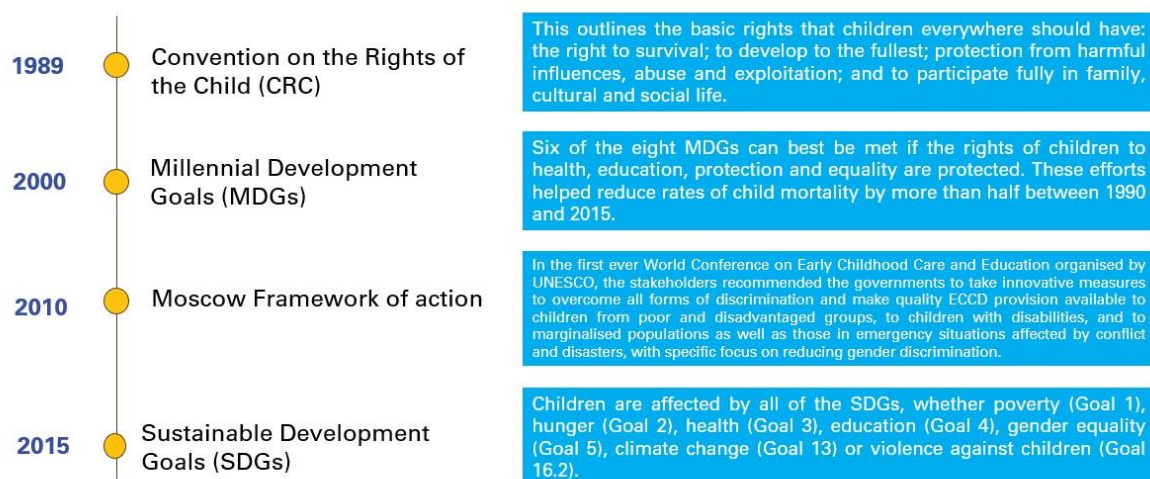 1989
Convention on the Rights of
the Child (CRC)
This outlines the basic rights that children everywhere should have:
the right to survival; to develop to the fullest; protection from harmful
influences, abuse and exploitation; and to participate fully in family,
cultural and social life.
2000
Millennial Development
Goals (MDGs)
Six of the eight MDGs can best be met if the rights of children to
health, education, protection and equality are protected. These efforts
helped reduce rates of child mortality by more than half between 1990
and 2015.
2010
Moscow Framework of action
In the first ever World Conference on Early Childhood Care and Education organised by
UNESCO, the stakeholders recommended the governments to take innovative measures
to overcome all forms of discrimination and make quality ECCD provision available to
children from poor and disadvantaged groups, to children with disabilities, and to
marginalised populations as well as those in emergency situations affected by conflict
and disasters, with specific focus on reducing gender discrimination.
2015
Sustainable Development
Goals (SDGs)
Children are affected by all of the SDGs, whether poverty (Goal 1),
hunger (Goal 2), health (Goal 3), education (Goal 4), gender equality
(Goal 5), climate change (Goal 13) or violence against children (Goal
16.2).